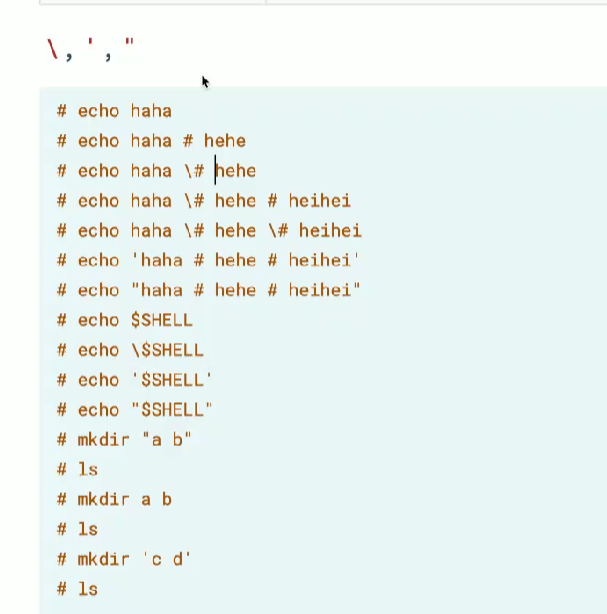 \, ', "
# echo haha
# echo haha # hehe
# echo haha \# hehe
# echo haha \# hehe # heihei
# echo haha \# hehe \# heihei
# echo 'haha # hehe # heihei'
# echo "haha # hehe # heihei"
# echo $SHELL
# echo \$SHELL
# echo '$SHELL'
# echo "$SHELL"
# mkdir "a b"
# ls
# mkdir a b
# ls
# mkdir 'c d'
# ls